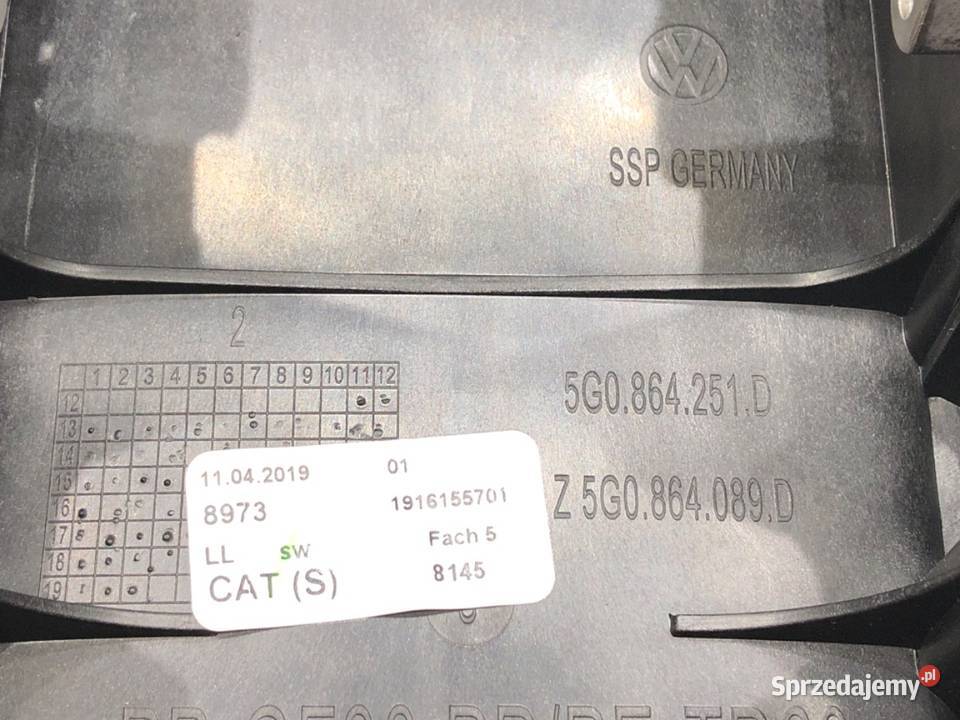 VW
SSP GERMANY
2
1 2 3 4 5 6 7 8 9 10 11 12
12
13
14
15
16
17
18
19
5G0.864.251.D
Z 5G0.864.089.D
11.04.2019 01
8973 1916155701
LL sw Fach 5
CAT (S) 8145
Sprzedajemy.pl